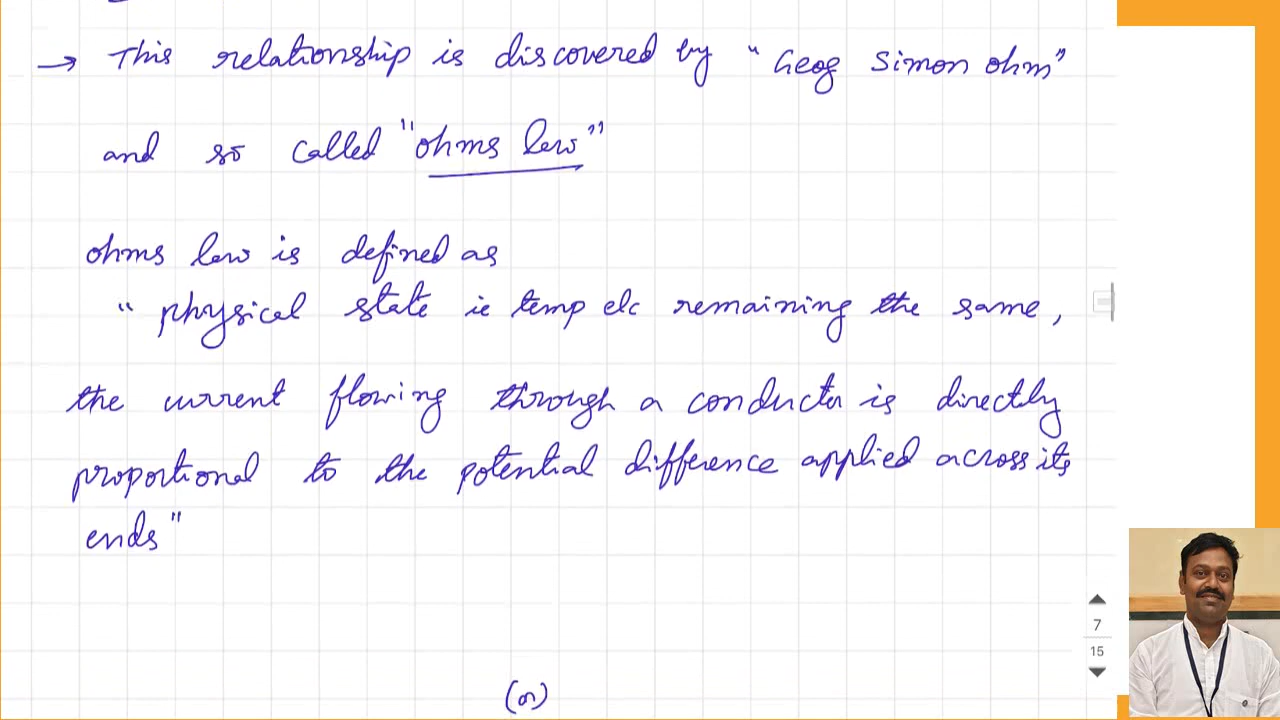 → This relationship is discovered by "Geog Simon ohm"
and so called "ohms law"
ohms law is defined as
" physical state ie temp etc remaining the same,
the current flowing through a conductor is directly
proportional to the potential difference applied across its
ends"
7
15
(or)